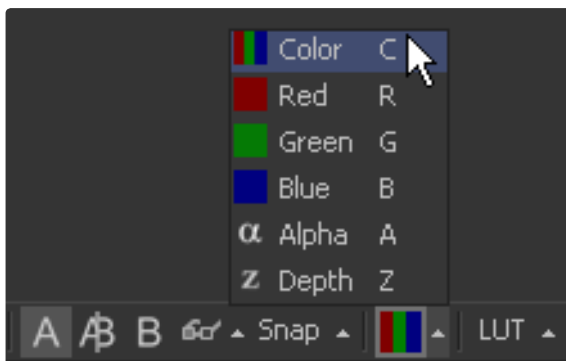 Color C
Red R
Green G
Blue B
α Alpha A
z Depth Z
A AB B Snap LUT